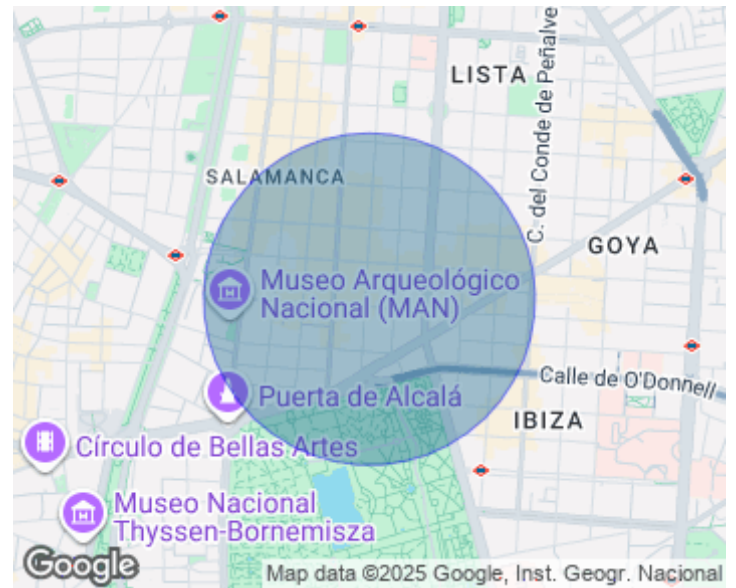 LISTA
C. del Conde de Peñalve
SALAMANCA
GOYA
Museo Arqueológico
Nacional (MAN)
Calle de O'Donnell
Puerta de Alcalá
IBIZA
Círculo de Bellas Artes
Museo Nacional
Thyssen-Bornemisza
Google
Map data ©2025 Google, Inst. Geogr. Nacional